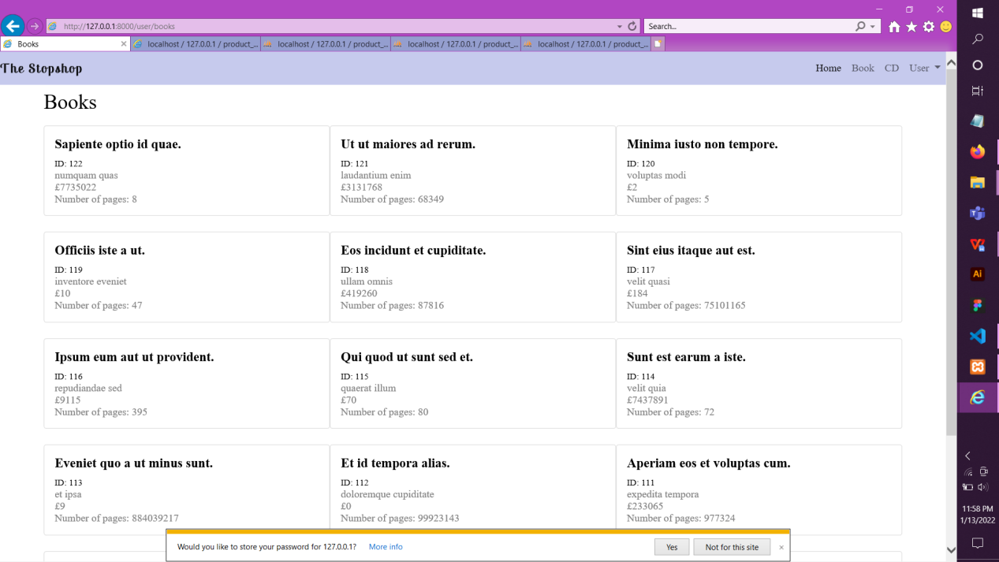 http://127.0.0.1:8000/user/books
Search...
Books
localhost / 127.0.0.1 / product_...
localhost / 127.0.0.1 / product_...
localhost / 127.0.0.1 / product_...
localhost / 127.0.0.1 / product_...
The Stopshop
Home
Book
CD
User
Books
Sapiente optio id quae.
ID: 122
numquam quas
£7735022
Number of pages: 8
Ut ut maiores ad rerum.
ID: 121
laudantium enim
£3131768
Number of pages: 68349
Minima iusto non tempore.
ID: 120
voluptas modi
£2
Number of pages: 5
Officiis iste a ut.
ID: 119
inventore eveniet
£10
Number of pages: 47
Eos incidunt et cupiditate.
ID: 118
ullam omnis
£419260
Number of pages: 87816
Sint eius itaque aut est.
ID: 117
velit quasi
£184
Number of pages: 75101165
Ipsum eum aut ut provident.
ID: 116
repudiandae sed
£9115
Number of pages: 395
Qui quod ut sunt sed et.
ID: 115
quaerat illum
£70
Number of pages: 80
Sunt est earum a iste.
ID: 114
velit quia
£7437891
Number of pages: 72
Eveniet quo a ut minus sunt.
ID: 113
et ipsa
£9
Number of pages: 884039217
Et id tempora alias.
ID: 112
doloremque cupiditate
£0
Number of pages: 99923143
Aperiam eos et voluptas cum.
ID: 111
expedita tempora
£233065
Number of pages: 977324
Would you like to store your password for 127.0.0.1?
More info
Yes
Not for this site
Ai
11:58 PM
1/13/2022